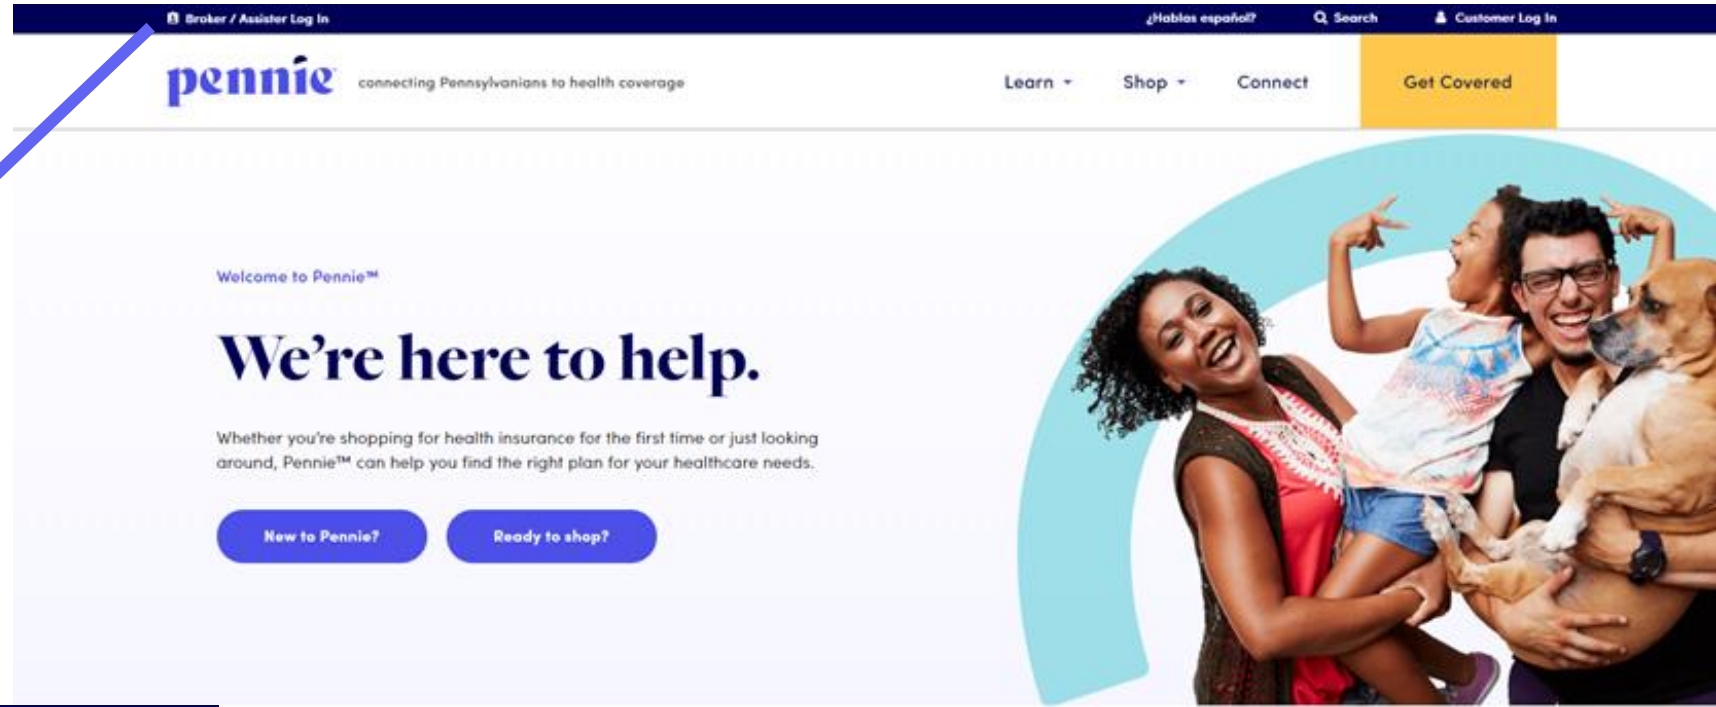 Broker / Assister Log In
¿Hablas español?
Search
Customer Log In
pennie
connecting Pennsylvanians to health coverage
Learn
Shop
Connect
Get Covered
Welcome to Pennie™
We're here to help.
Whether you're shopping for health insurance for the first time or just looking
around, Pennie™ can help you find the right plan for your healthcare needs.
New to Pennie?
Ready to shop?